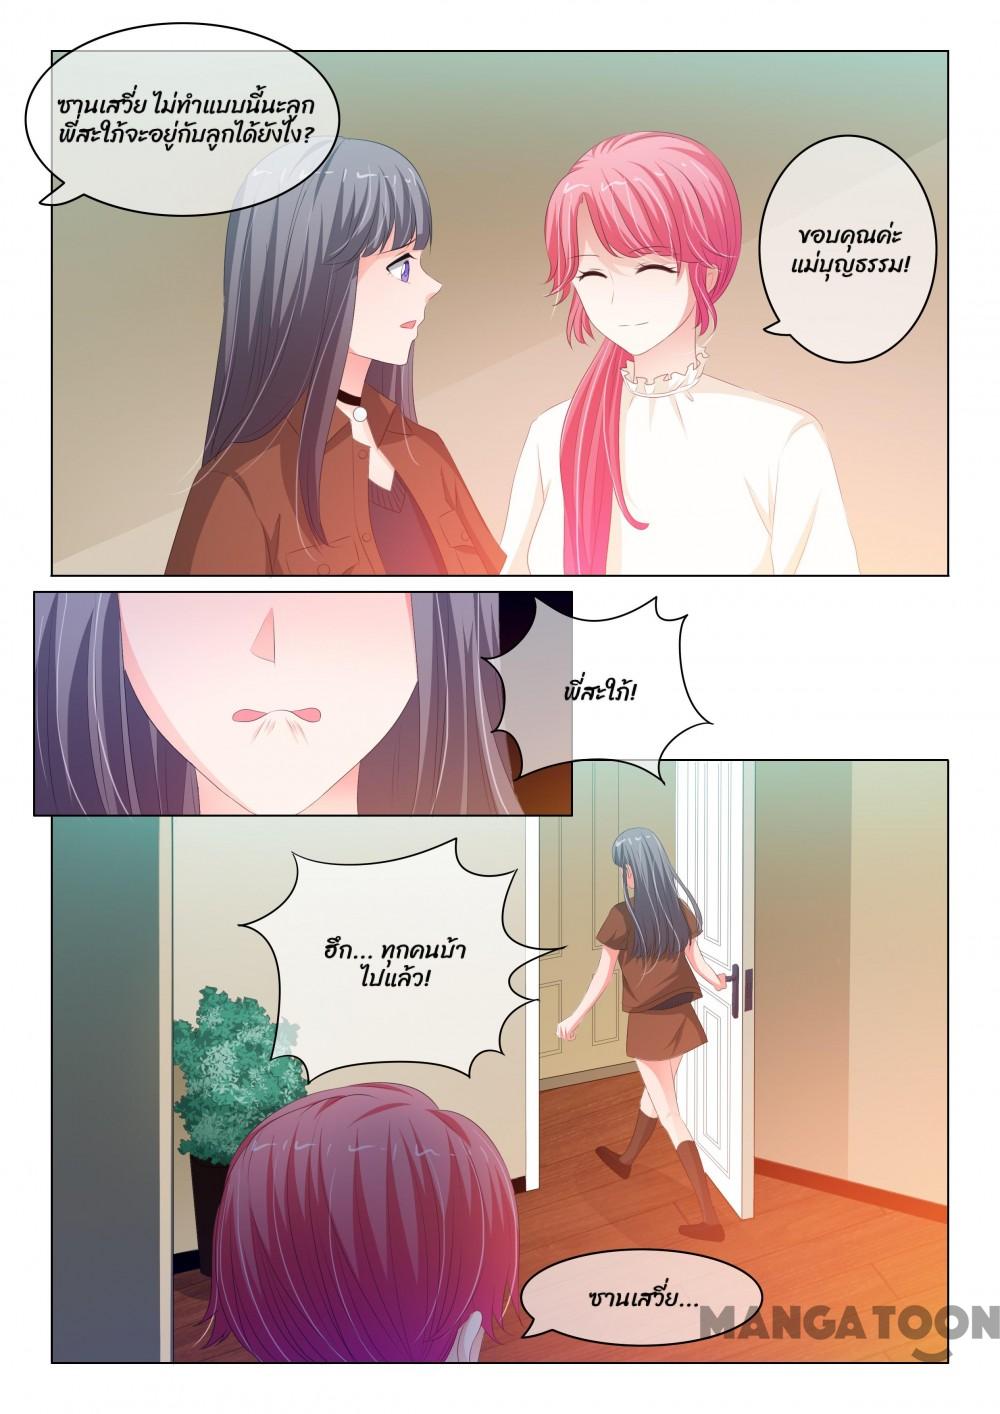 ซานเสวี่ย ไม่ทำแบบนี้นะลูก
พี่สะใภ้จะอยู่กับลูกได้ยังไง?
ขอบคุณค่ะ
แม่บุญธรรม!
พี่สะใภ้!
ฮึก... ทุกคนบ้า
ไปแล้ว!
ซานเสวี่ย...
MANGATOON